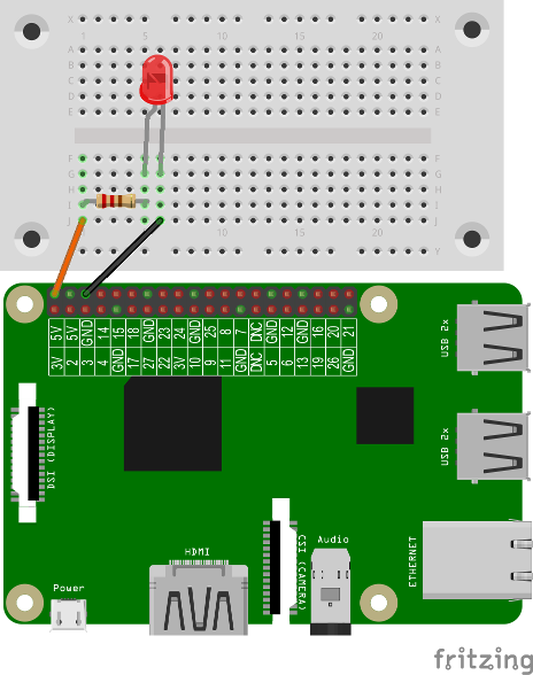 X X
1 5 10 15 20
A A
B B
C C
D D
E E
F F
G G
H H
I I
J J
10 20
Y Y
5V 5V GND 14 15 18 GND 23 24 GND 25 8 7 DNC GND 12 GND 16 20 21
3V 2 3 4 GND 17 27 22 3V 10 9 11 GND DNC 5 6 13 19 26 GND
USB 2x
DSI (DISPLAY)
USB 2x
HDMI
CSI (CAMERA)
Audio
ETHERNET
Power
fritzing